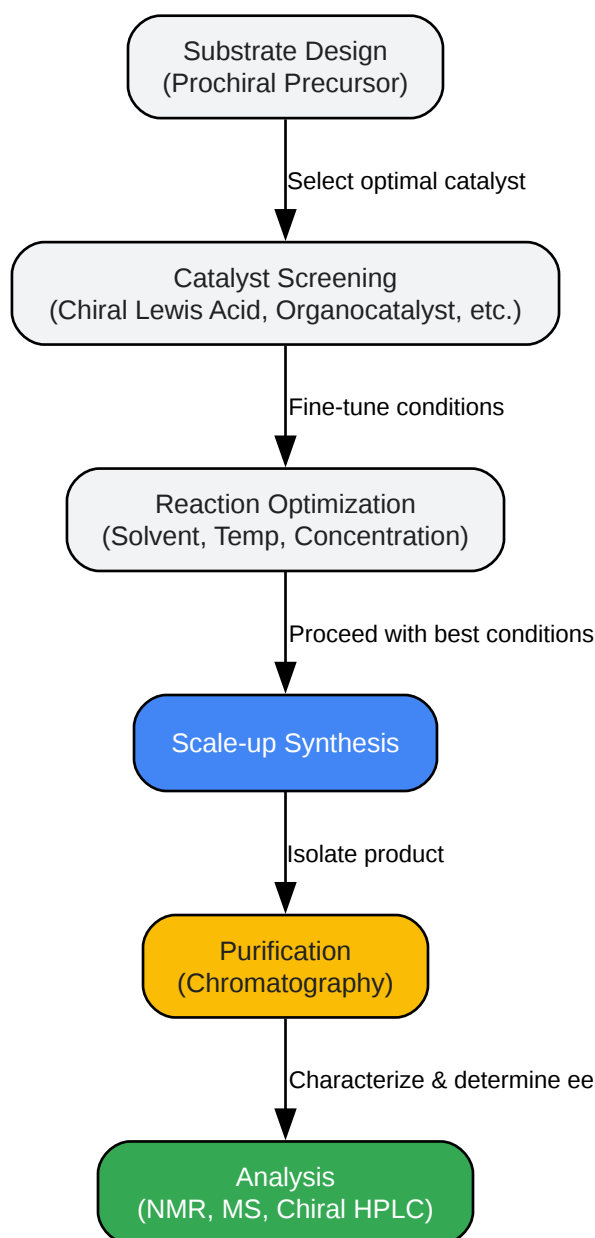 Substrate Design
(Prochiral Precursor)
Select optimal catalyst
Catalyst Screening
(Chiral Lewis Acid, Organocatalyst, etc.)
Fine-tune conditions
Reaction Optimization
(Solvent, Temp, Concentration)
Proceed with best conditions
Scale-up Synthesis
Isolate product
Purification
(Chromatography)
Characterize & determine ee
Analysis
(NMR, MS, Chiral HPLC)